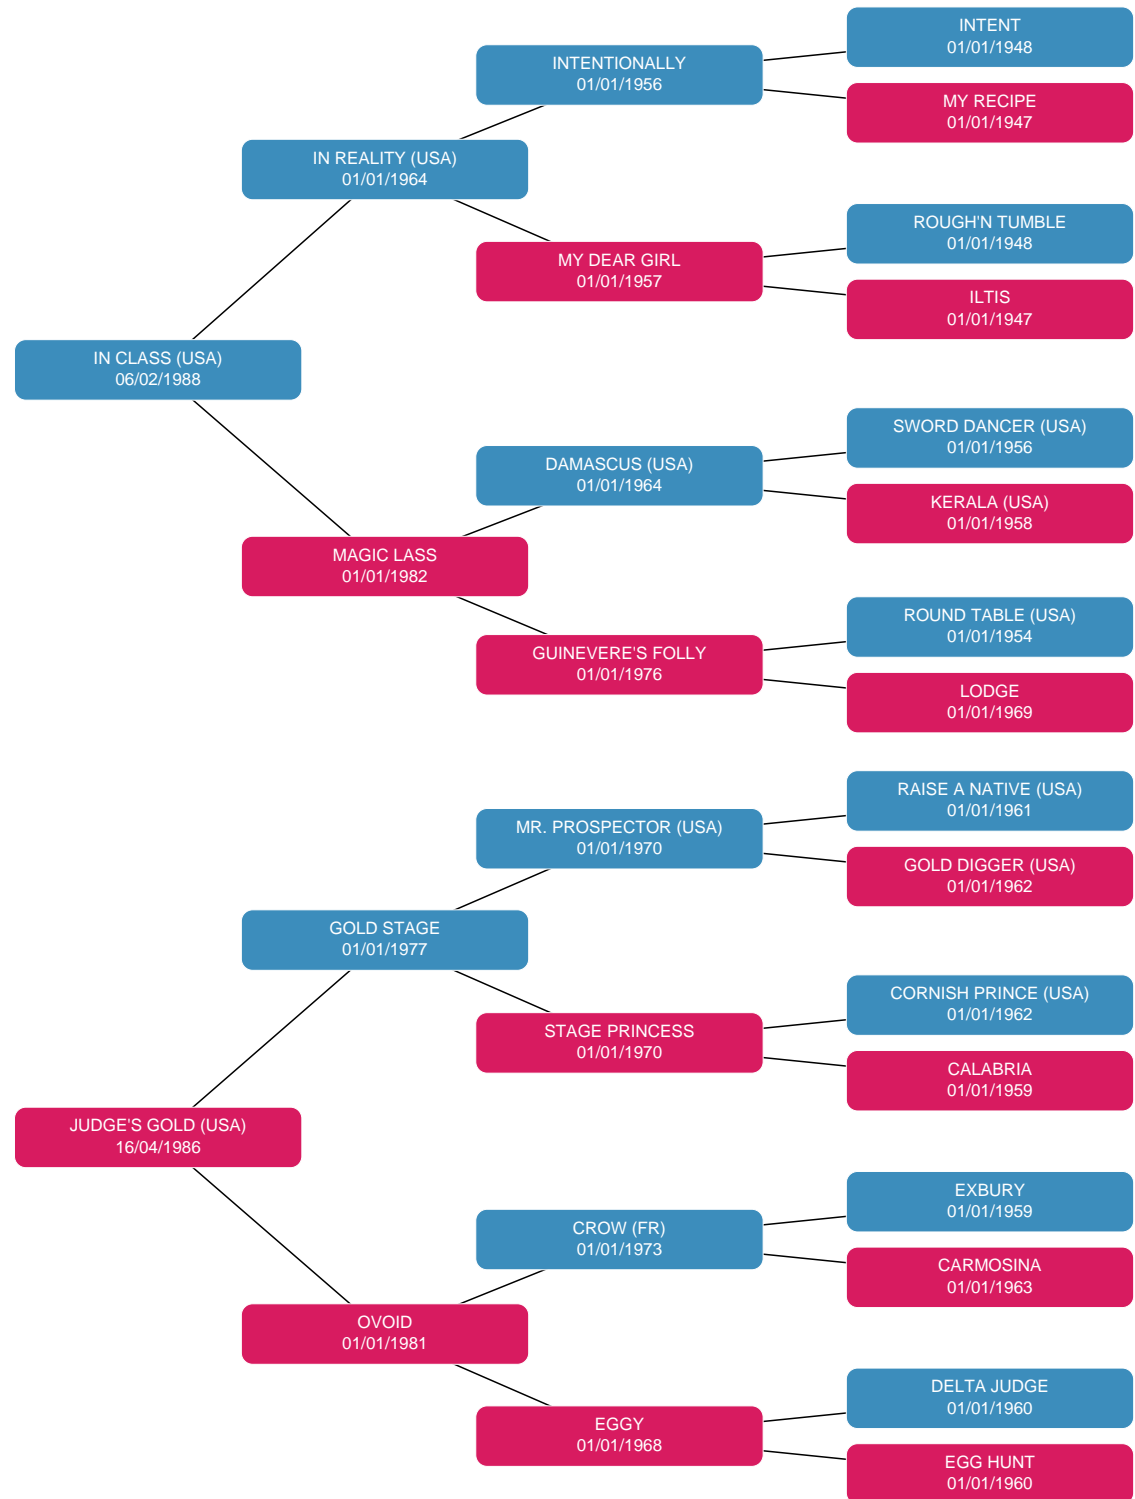 INTENT
01/01/1948
INTENTIONALLY
01/01/1956
MY RECIPE
01/01/1947
IN REALITY (USA)
01/01/1964
ROUGH'N TUMBLE
01/01/1948
MY DEAR GIRL
01/01/1957
ILTIS
01/01/1947
IN CLASS (USA)
06/02/1988
SWORD DANCER (USA)
01/01/1956
DAMASCUS (USA)
01/01/1964
KERALA (USA)
01/01/1958
MAGIC LASS
01/01/1982
ROUND TABLE (USA)
01/01/1954
GUINEVERE'S FOLLY
01/01/1976
LODGE
01/01/1969
RAISE A NATIVE (USA)
01/01/1961
MR. PROSPECTOR (USA)
01/01/1970
GOLD DIGGER (USA)
01/01/1962
GOLD STAGE
01/01/1977
CORNISH PRINCE (USA)
01/01/1962
STAGE PRINCESS
01/01/1970
CALABRIA
01/01/1959
JUDGE'S GOLD (USA)
16/04/1986
EXBURY
01/01/1959
CROW (FR)
01/01/1973
CARMOSINA
01/01/1963
OVOID
01/01/1981
DELTA JUDGE
01/01/1960
EGGY
01/01/1968
EGG HUNT
01/01/1960